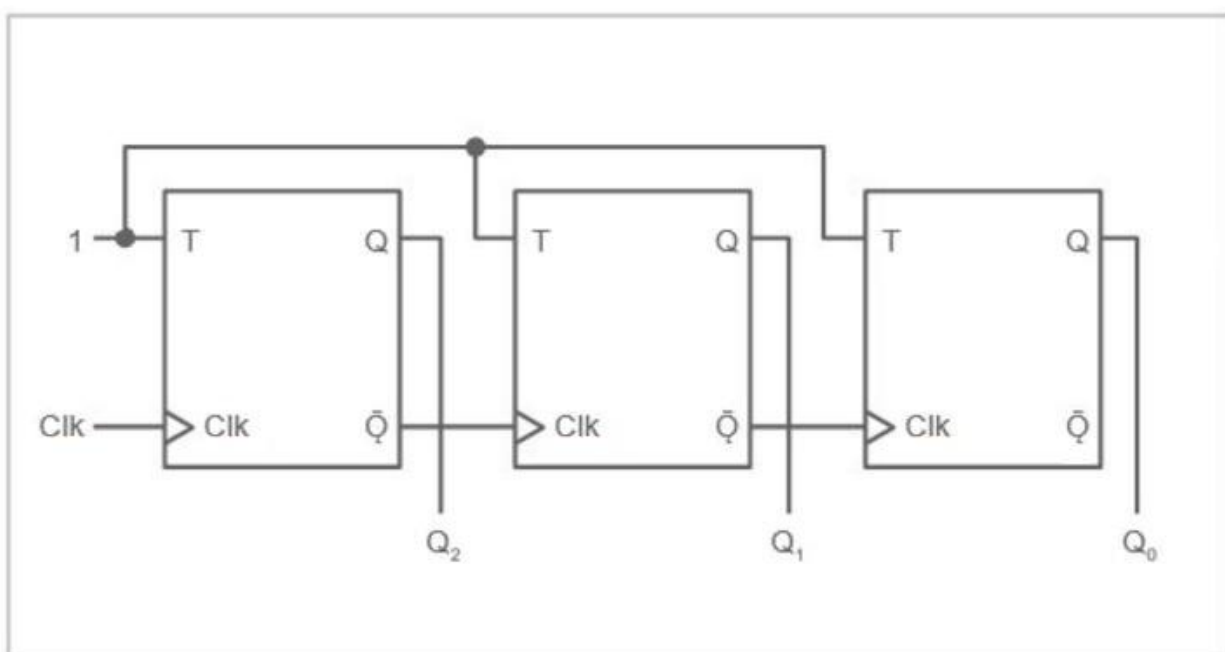 1 T Q T Q T Q
Clk Clk Q̄ Clk Q̄ Clk Q̄
Q₂ Q₁ Q₀